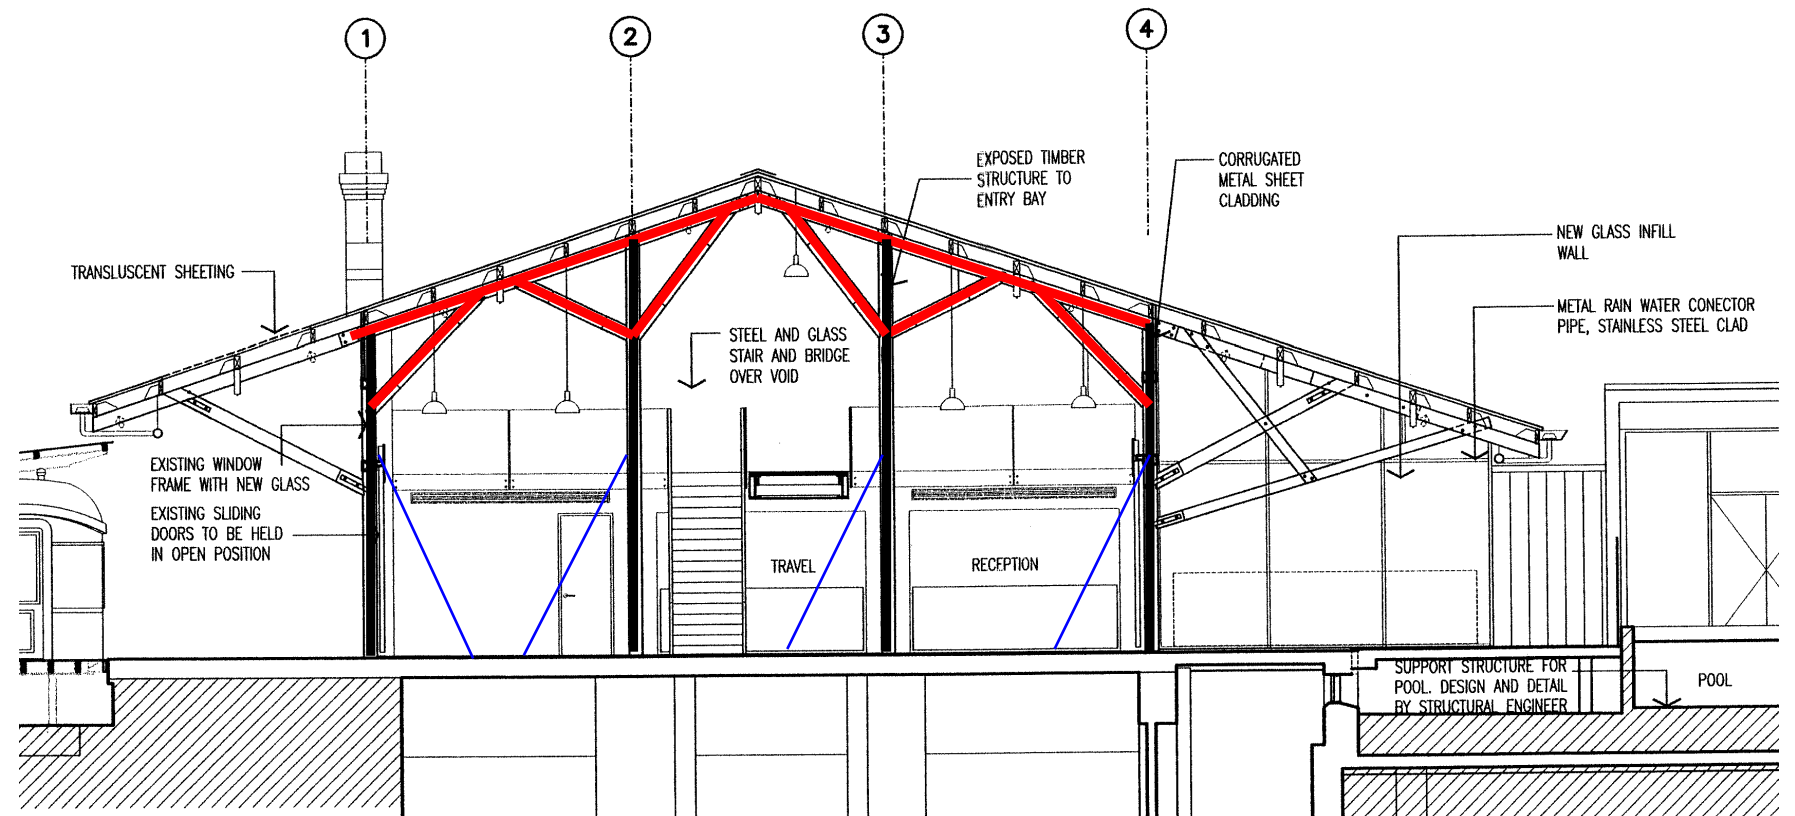 1
2
3
4
EXPOSED TIMBER
STRUCTURE TO
ENTRY BAY
CORRUGATED
METAL SHEET
CLADDING
NEW GLASS INFILL
WALL
TRANSLUSCENT SHEETING
METAL RAIN WATER CONECTOR
PIPE, STAINLESS STEEL CLAD
STEEL AND GLASS
STAIR AND BRIDGE
OVER VOID
EXISTING WINDOW
FRAME WITH NEW GLASS
EXISTING SLIDING
DOORS TO BE HELD
IN OPEN POSITION
TRAVEL
RECEPTION
SUPPORT STRUCTURE FOR
POOL. DESIGN AND DETAIL
BY STRUCTURAL ENGINEER
POOL